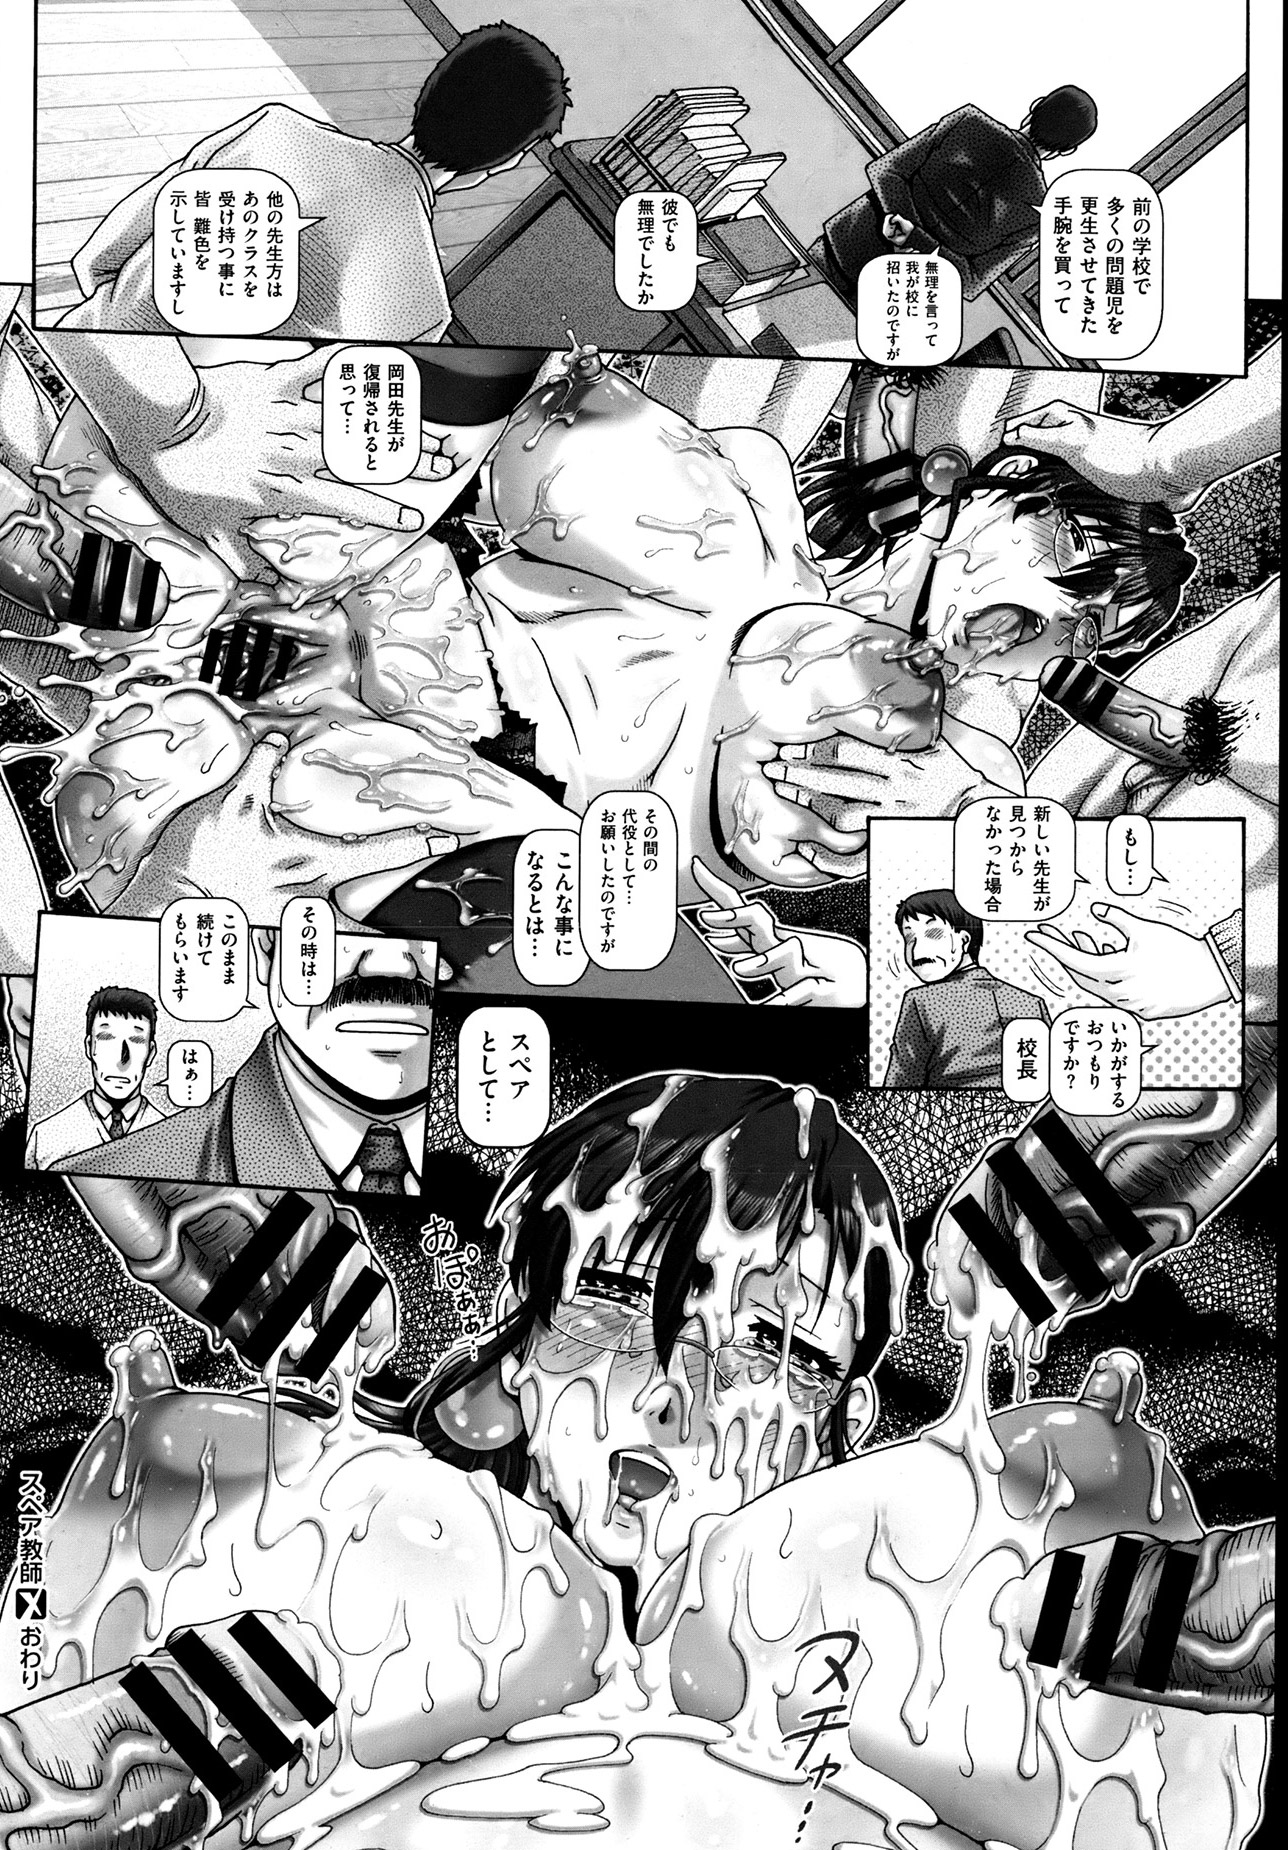 前の学校で
多くの問題児を
更生させてきた
手腕を買って
無理を言って
我が校に
招いたのですが
彼でも
無理でしたか
他の先生方は
あのクラスを
受け持つ事に
皆 難色を
示していますし
岡田先生が
復帰されると
思って…
その間の
代役として…
お願いしたのですが
こんな事に
なるとは…
もし…
新しい先生が
見つから
なかった場合
いかがする
おつもり
ですか？
校長
その時は…
このまま
続けて
もらいます
はぁ…
スペア
として…
おぽぉぉ…
ヌチャ…
スペア教師
X
おわり